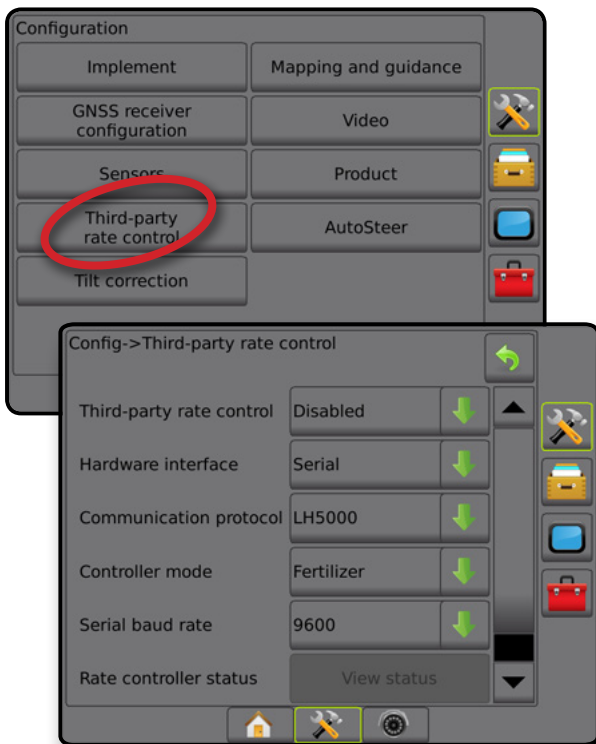 Configuration
Implement
Mapping and guidance
GNSS receiver
configuration
Video
Sensors
Product
Third-party
rate control
AutoSteer
Tilt correction
Config->Third-party rate control
Third-party rate control Disabled
Hardware interface Serial
Communication protocol LH5000
Controller mode Fertilizer
Serial baud rate 9600
Rate controller status View status